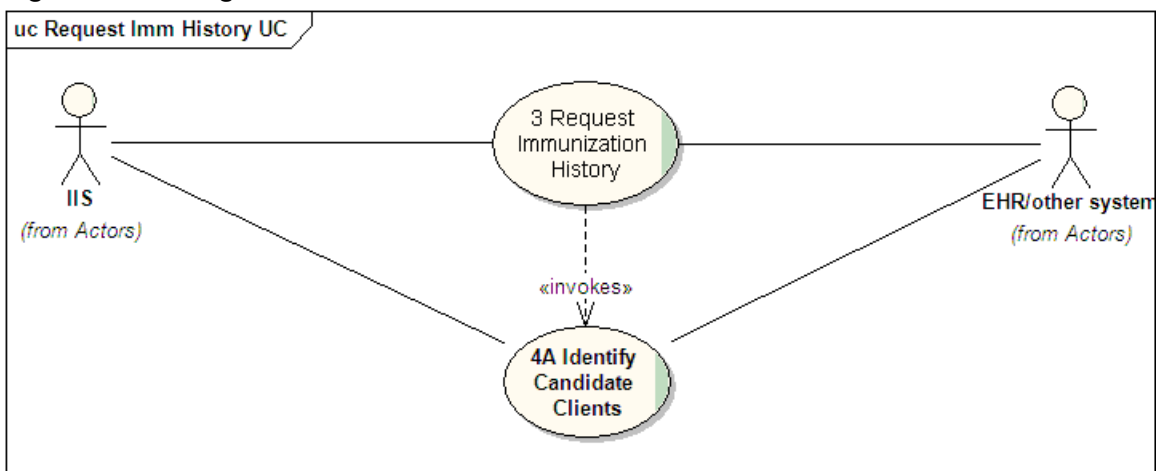 uc Request Imm History UC
3 Request
Immunization
History
IIS
(from Actors)
EHR/other system
(from Actors)
«invokes»
4A Identify
Candidate
Clients